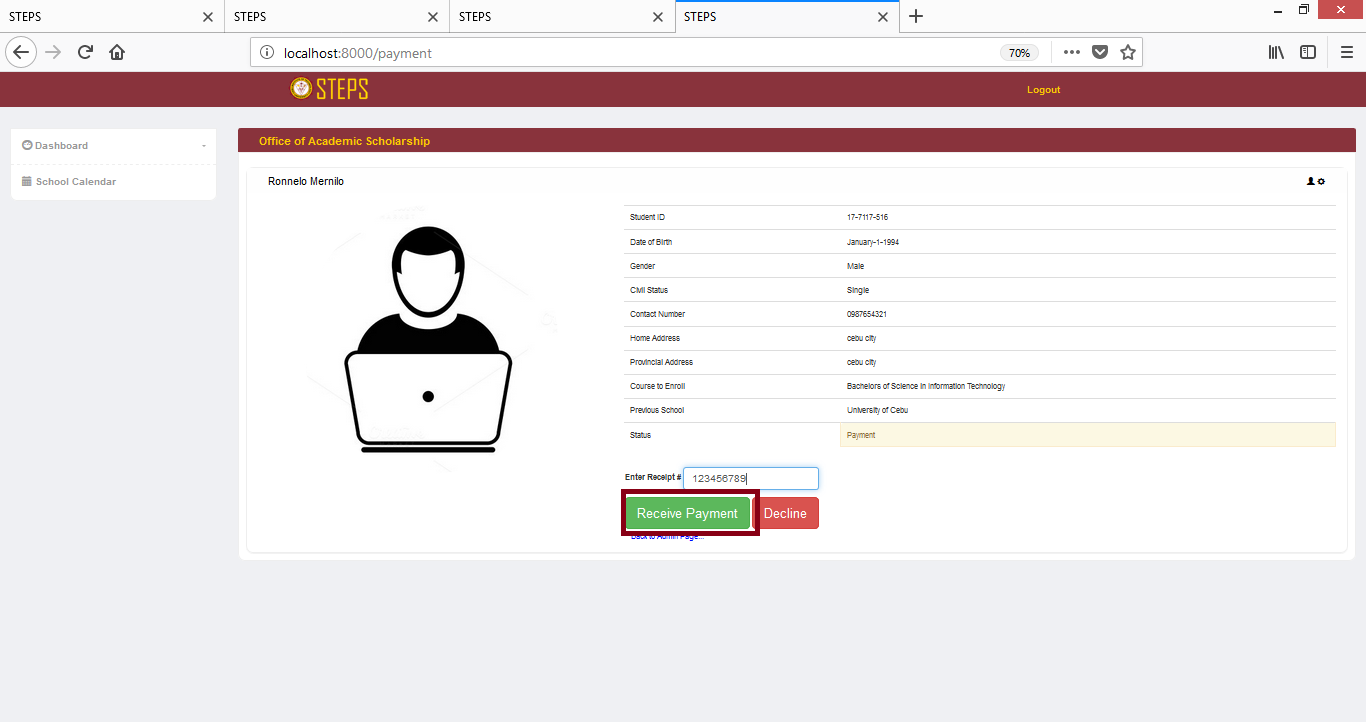 STEPS STEPS STEPS STEPS
localhost:8000/payment 70%
STEPS Logout
Dashboard
School Calendar
Office of Academic Scholarship
Ronnelo Mernilo
Student ID 17-7117-516
Date of Birth January-1-1994
Gender Male
Civil Status Single
Contact Number 0987654321
Home Address cebu city
Provincial Address cebu city
Course to Enroll Bachelors of Science in Information Technology
Previous School University of Cebu
Status Payment
Enter Receipt # 123456789
Receive Payment Decline
Back to Admin Page...